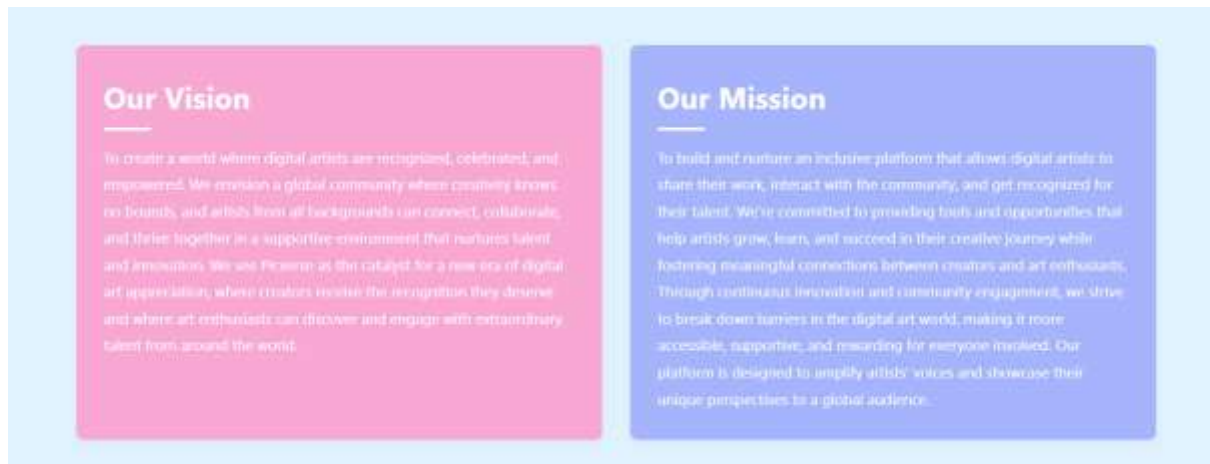 Our Vision
To create a world where digital artists are recognized, celebrated, and
empowered. We envision a global community where creativity knows
no bounds, and artists from all backgrounds can connect, collaborate,
and thrive together in a supportive environment that nurtures talent
and innovation. We see as the catalyst for a new era of digital
art appreciation, where creators receive the recognition they deserve
and where art enthusiasts can discover and engage with extraordinary
talent from around the world.
Our Mission
To build and nurture an inclusive platform that allows digital artists to
share their work, interact with the community, and get recognized for
their talent. We're committed to providing tools and opportunities that
help artists grow, learn, and succeed in their creative journey while
fostering meaningful connections between creators and art enthusiasts.
Through continuous innovation and community engagement, we strive
to break down barriers in the digital art world, making it more
accessible, supportive, and rewarding for everyone involved. Our
platform is designed to amplify artists' voices and showcase their
unique perspectives to a global audience.